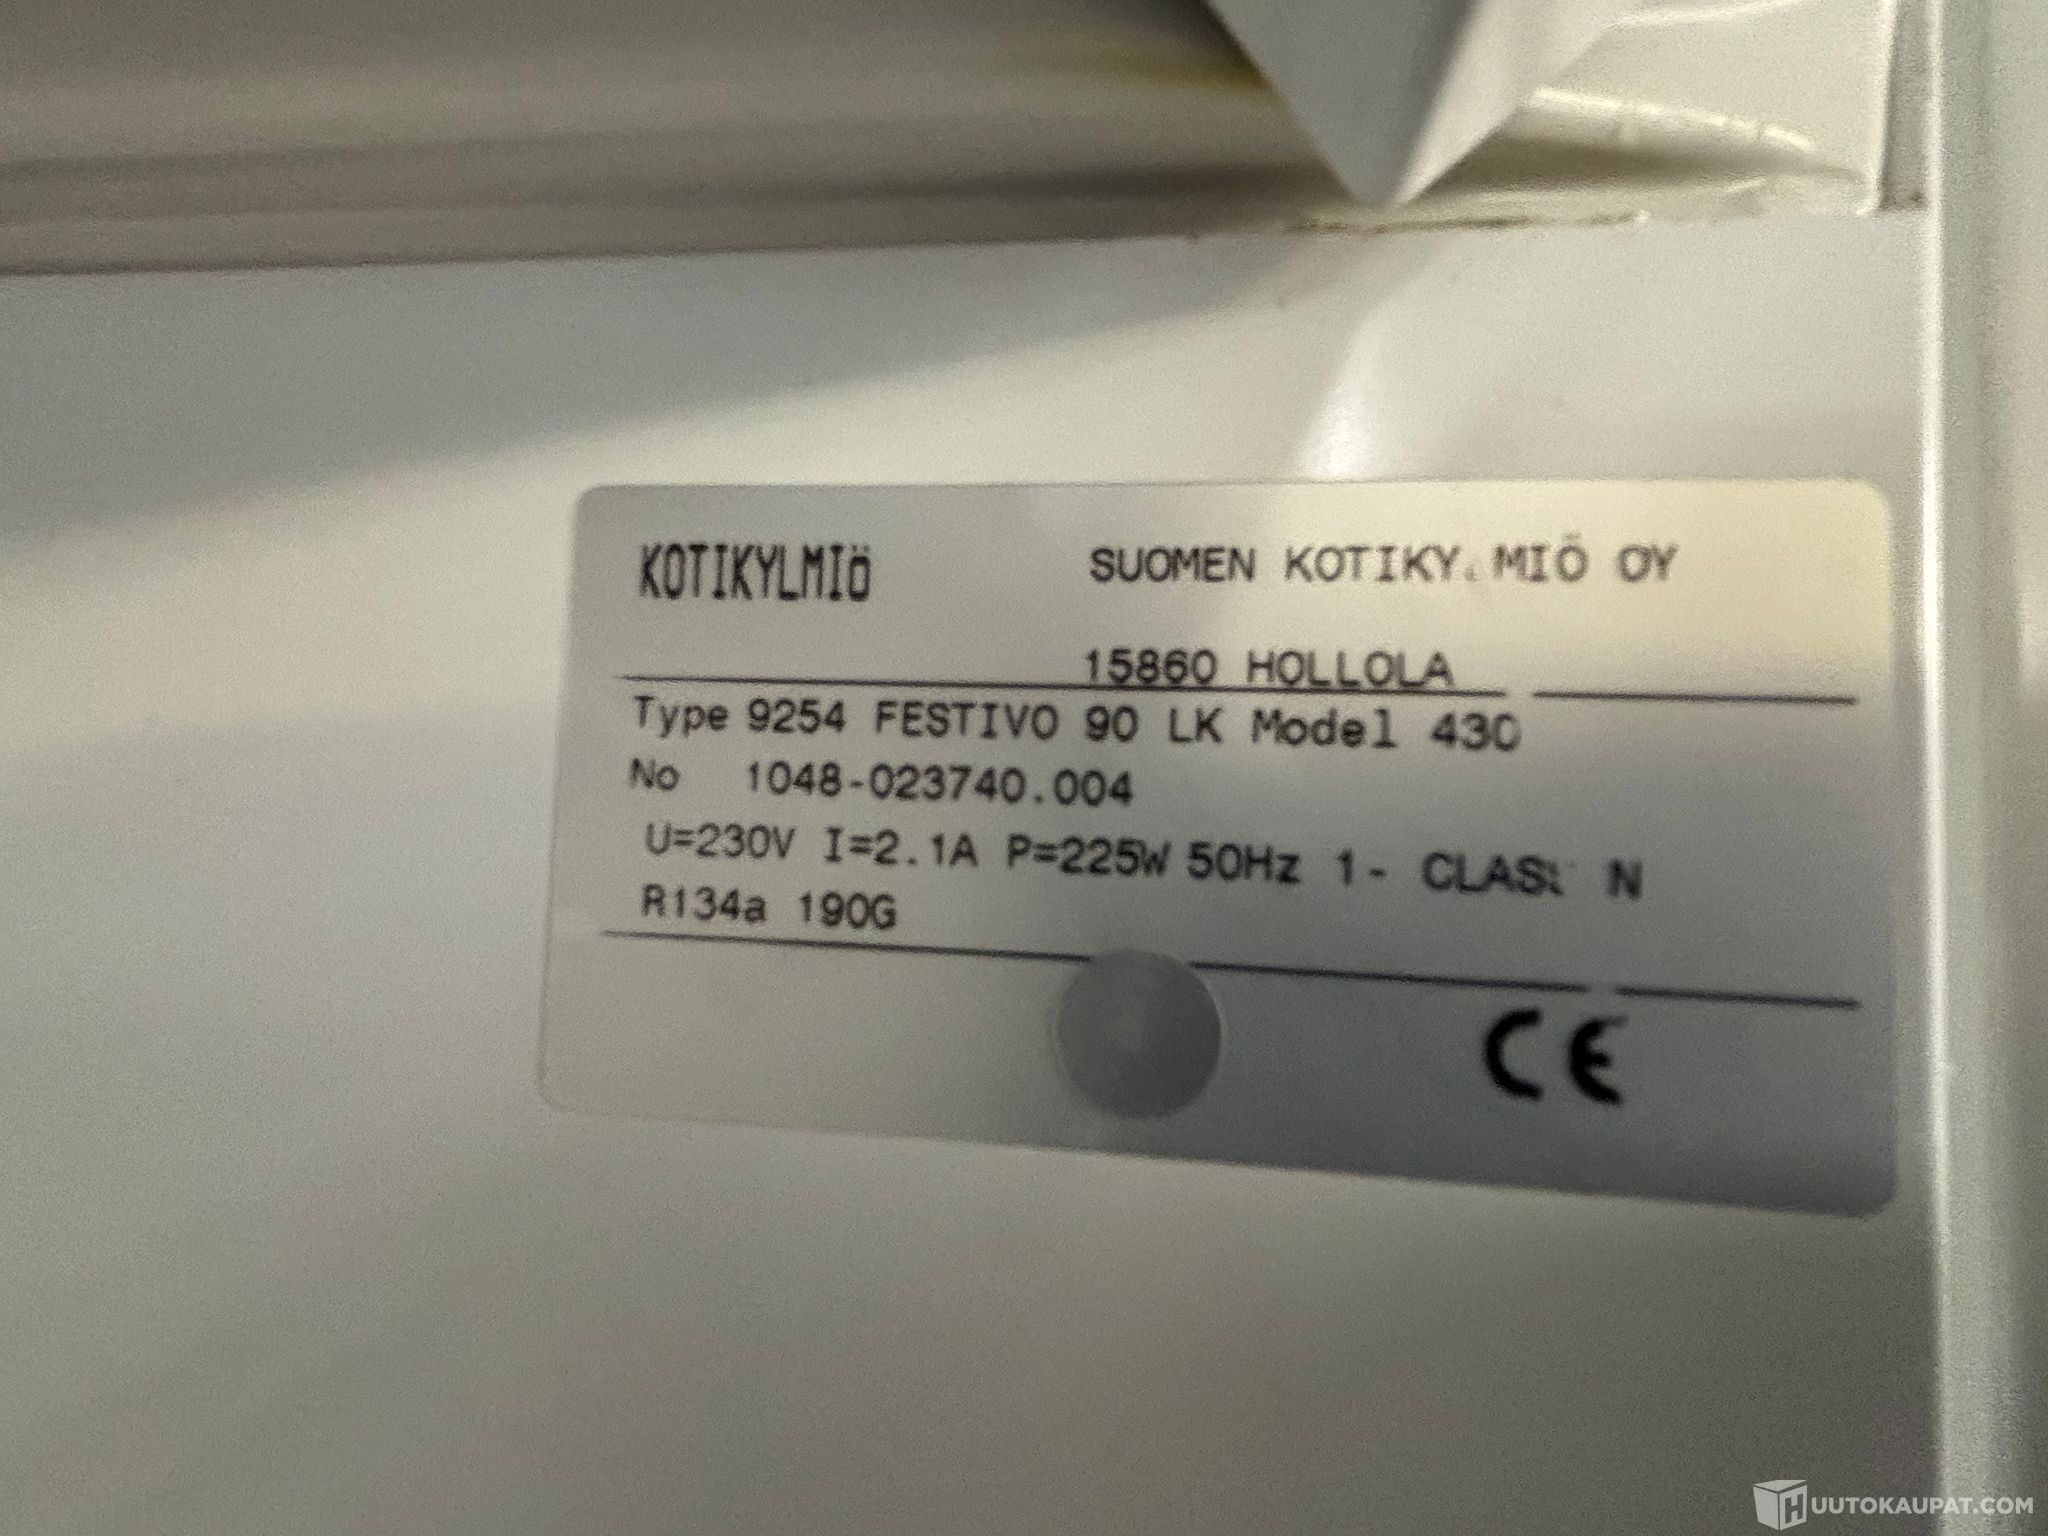 KOTIKYLMIÖ
SUOMEN KOTIKY MIÖ OY
15860 HOLLOLA
Type 9254 FESTIVO 90 LK Model 430
No 1048-023740.004
U=230V I=2.1A P=225W 50Hz 1- CLASS N
R134a 190G
CE
HUUTOKAUPAT.COM